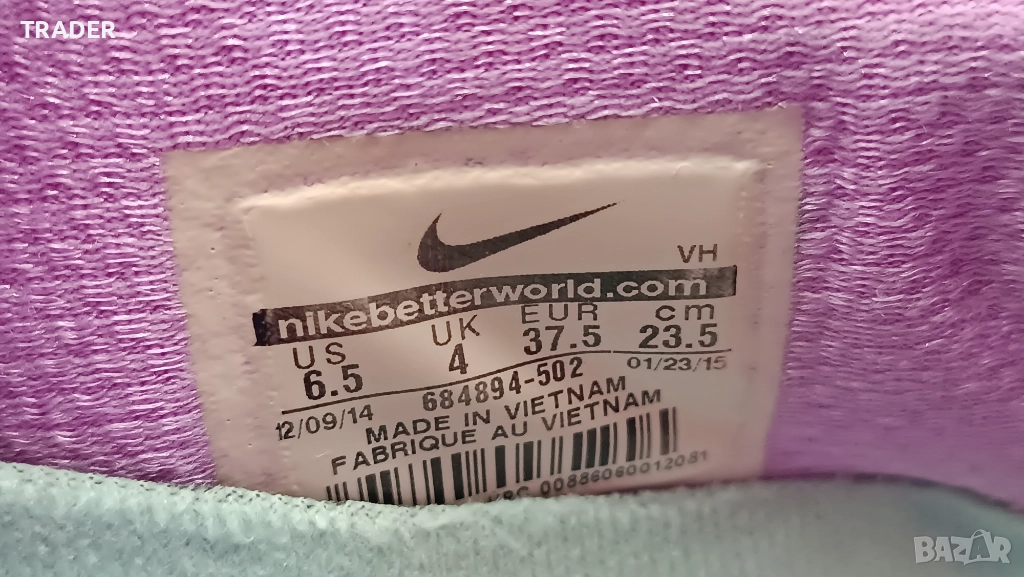 TRADER
VH
nikebetterworld.com
US UK EUR cm
6.5 4 37.5 23.5
12/09/14 684894-502 01/23/15
MADE IN VIETNAM
FABRIQUE AU VIETNAM
00886060012081
BAZAR